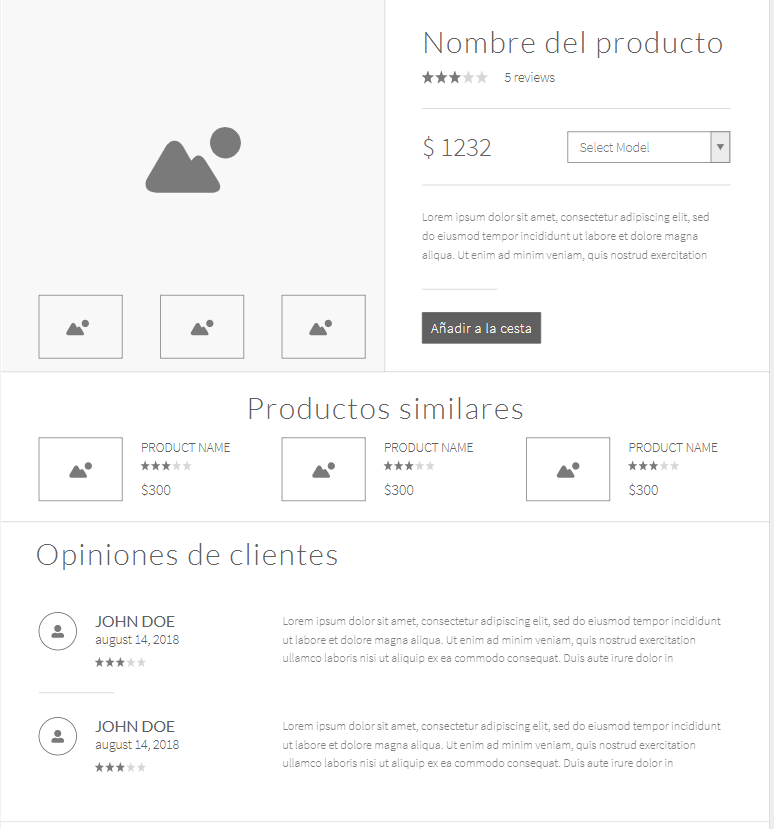 Nombre del producto
5 reviews
$ 1232
Select Model
Lorem ipsum dolor sit amet, consectetur adipiscing elit, sed
do eiusmod tempor incididunt ut labore et dolore magna
aliqua. Ut enim ad minim veniam, quis nostrud exercitation
Añadir a la cesta
Productos similares
PRODUCT NAME
$300
PRODUCT NAME
$300
PRODUCT NAME
$300
Opiniones de clientes
JOHN DOE
august 14, 2018
Lorem ipsum dolor sit amet, consectetur adipiscing elit, sed do eiusmod tempor incididunt
ut labore et dolore magna aliqua. Ut enim ad minim veniam, quis nostrud exercitation
ullamco laboris nisi ut aliquip ex ea commodo consequat. Duis aute irure dolor in
JOHN DOE
august 14, 2018
Lorem ipsum dolor sit amet, consectetur adipiscing elit, sed do eiusmod tempor incididunt
ut labore et dolore magna aliqua. Ut enim ad minim veniam, quis nostrud exercitation
ullamco laboris nisi ut aliquip ex ea commodo consequat. Duis aute irure dolor in